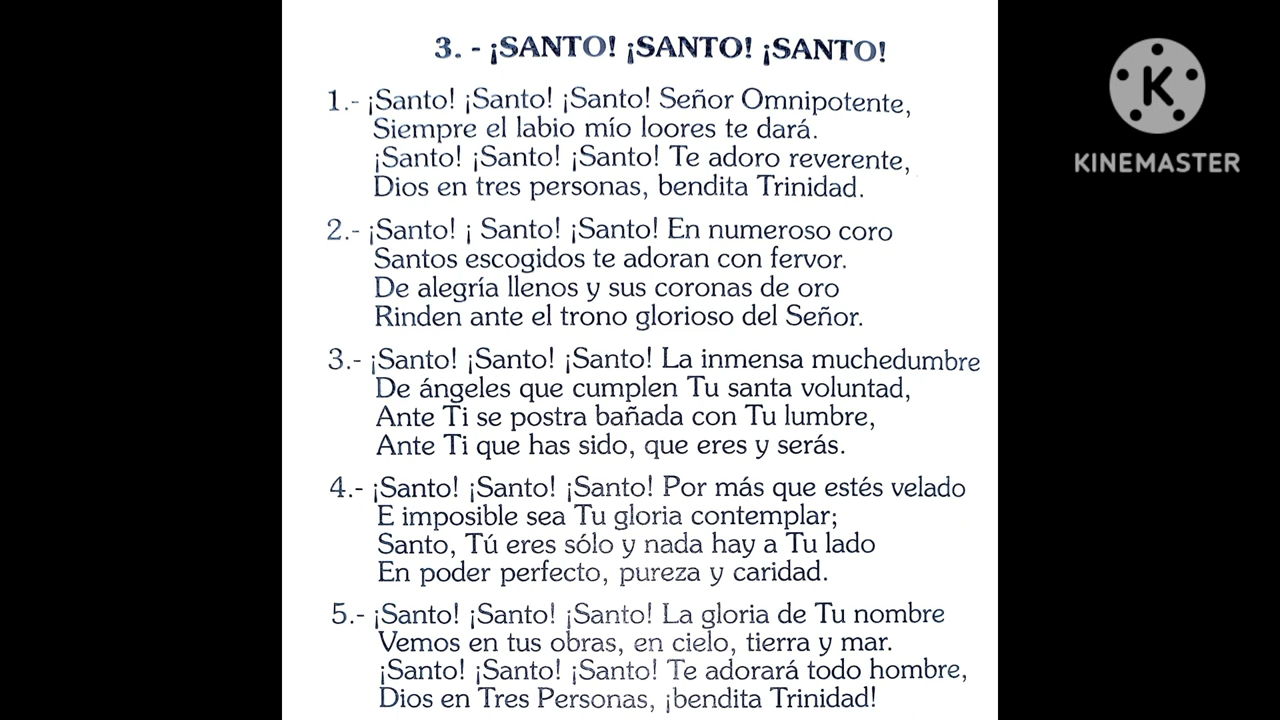 3. - ¡SANTO! ¡SANTO! ¡SANTO!
1.- ¡Santo! ¡Santo! ¡Santo! Señor Omnipotente,
Siempre el labio mío loores te dará.
¡Santo! ¡Santo! ¡Santo! Te adoro reverente,
Dios en tres personas, bendita Trinidad.
2.- ¡Santo! ¡ Santo! ¡Santo! En numeroso coro
Santos escogidos te adoran con fervor.
De alegría llenos y sus coronas de oro
Rinden ante el trono glorioso del Señor.
3.- ¡Santo! ¡Santo! ¡Santo! La inmensa muchedumbre
De ángeles que cumplen Tu santa voluntad,
Ante Ti se postra bañada con Tu lumbre,
Ante Ti que has sido, que eres y serás.
4.- ¡Santo! ¡Santo! ¡Santo! Por más que estés velado
E imposible sea Tu gloria contemplar;
Santo, Tú eres sólo y nada hay a Tu lado
En poder perfecto, pureza y caridad.
5.- ¡Santo! ¡Santo! ¡Santo! La gloria de Tu nombre
Vemos en tus obras, en cielo, tierra y mar.
¡Santo! ¡Santo! ¡Santo! Te adorará todo hombre,
Dios en Tres Personas, ¡bendita Trinidad!
K
KINEMASTER